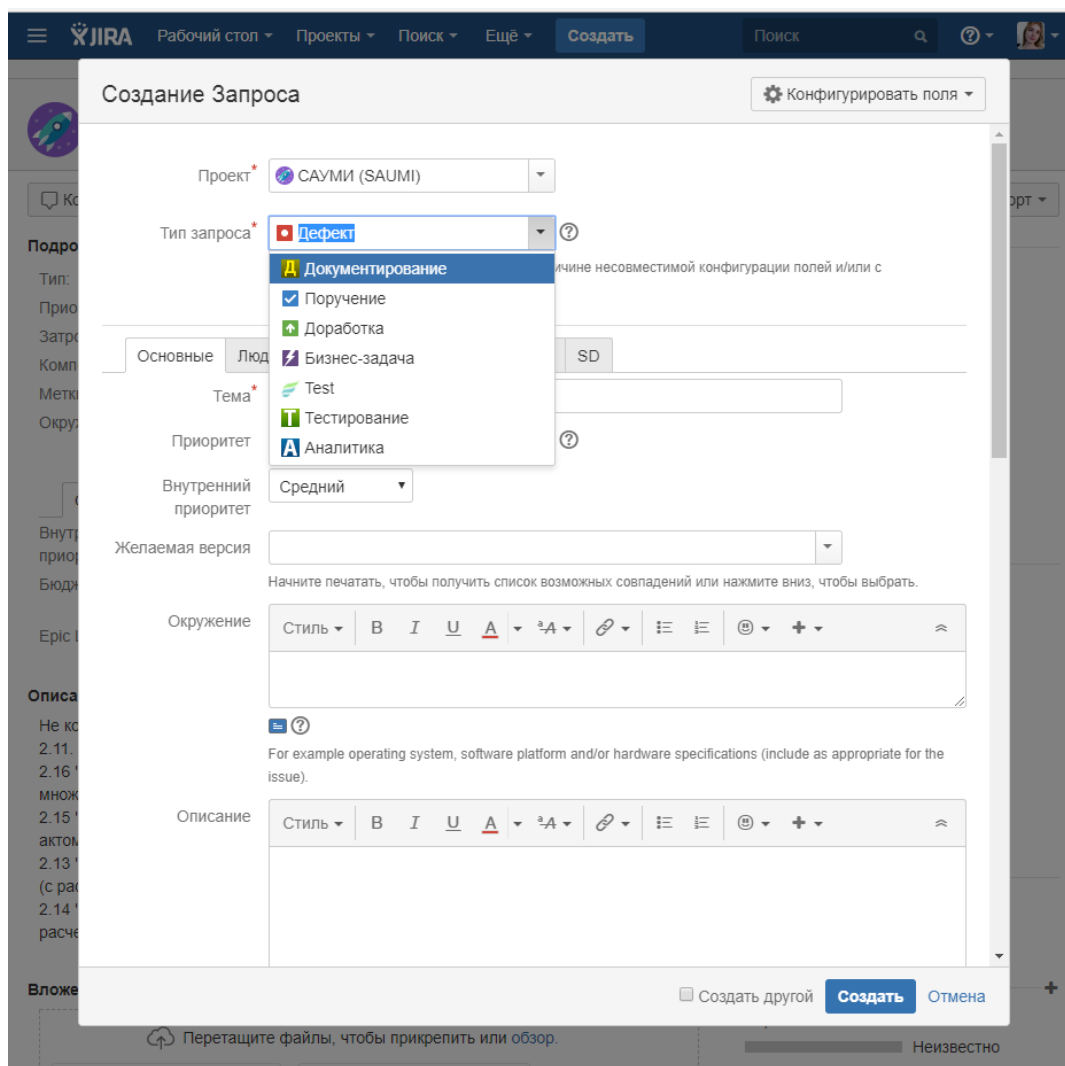 JIRA Рабочий стол Проекты Поиск Ещё Создать Поиск
Создание Запроса Конфигурировать поля
Проект* САУМИ (SAUMI)
Тип запроса* Дефект
Документирование
ичине несовместимой конфигурации полей и/или с
Поручение
Доработка
Бизнес-задача
Test
Тестирование
Аналитика
Основные Люд SD
Тема*
Приоритет
Внутренний приоритет Средний
Желаемая версия
Начните печатать, чтобы получить список возможных совпадений или нажмите вниз, чтобы выбрать.
Окружение Стиль B I U A ªA
For example operating system, software platform and/or hardware specifications (include as appropriate for the
issue).
Описание Стиль B I U A ªA
Создать другой Создать Отмена
Подро
Тип:
Прио
Затро
Комп
Метк
Окру
Внутр
приор
Бюдж
Epic L
Описа
Не ко
2.11.
2.16 "
множ
2.15 "
актом
2.13 "
(с рас
2.14 "
расче
Вложе
Перетащите файлы, чтобы прикрепить или обзор.
Неизвестно
орт